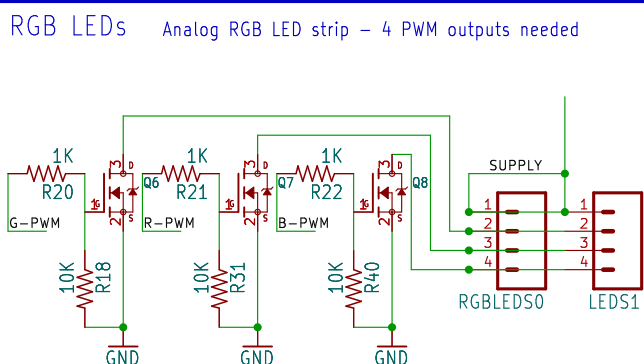 RGB LEDs Analog RGB LED strip – 4 PWM outputs needed
1K 3 D 1K 3 D 1K 3 D SUPPLY
R20 Q6 R21 Q7 R22 Q8
1 G 1 G 1 G 1 1
G-PWM 2 S R-PWM 2 S B-PWM 2 S 2 2
3 3
10K R18 10K R31 10K R40 4 4
RGBLEDS0 LEDS1
GND GND GND